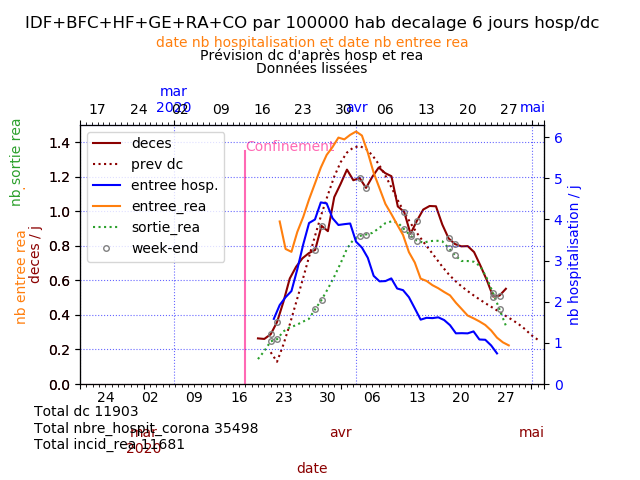 IDF+BFC+HF+GE+RA+CO par 100000 hab decalage 6 jours hosp/dc
date nb hospitalisation et date nb entree rea
Prévision dc d'après hosp et rea
Données lissées
mar
2020
avr
mai
17 24 02 09 16 23 30 06 13 20 27
nb sortie rea
nb entree rea
deces / j
nb hospitalisation / j
1.4
1.2
1.0
0.8
0.6
0.4
0.2
0.0
6
5
4
3
2
1
0
Confinement
deces
prev dc
entree hosp.
entree_rea
sortie_rea
week-end
24 02 09 16 23 30 06 13 20 27
mar
2020
avr
mai
Total dc 11903
Total nbre_hospit_corona 35498
Total incid_rea 11681
date